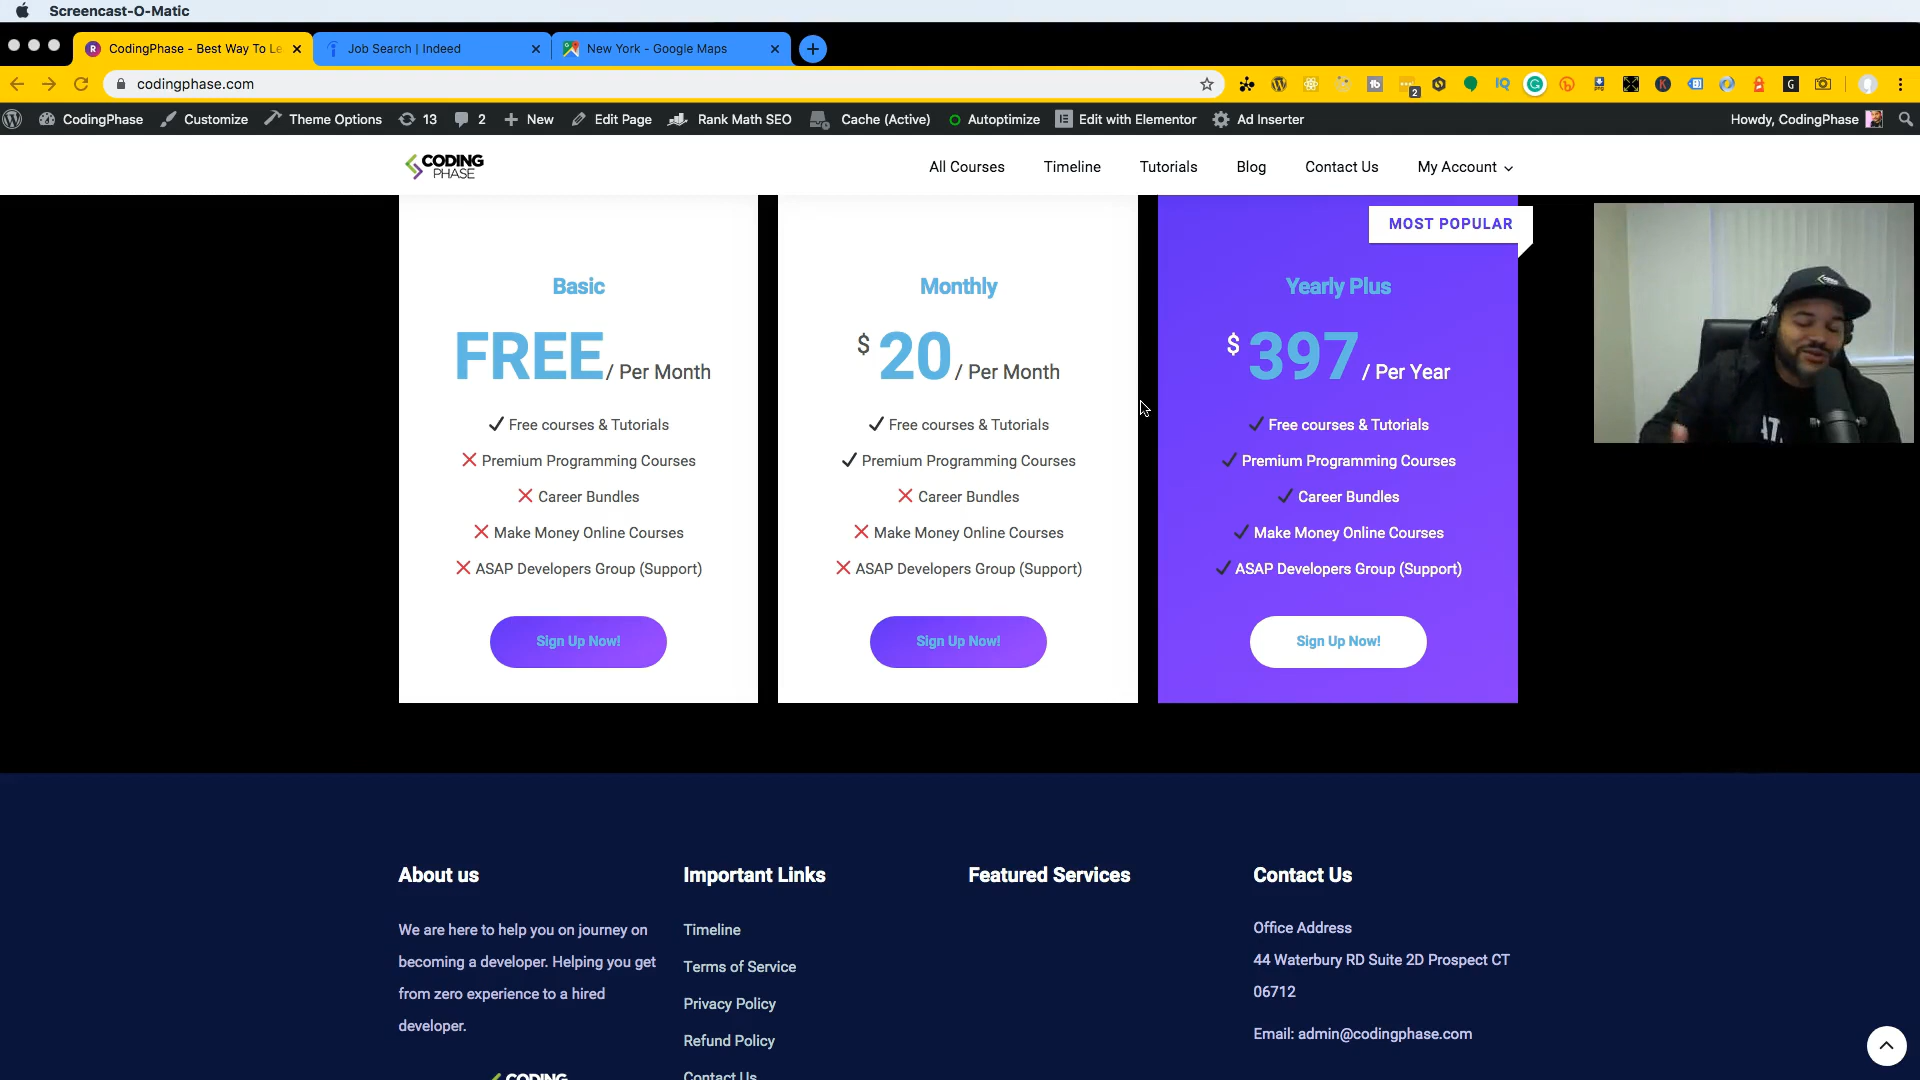 Screencast-O-Matic
CodingPhase - Best Way To Le
Job Search | Indeed
New York - Google Maps
codingphase.com
2
CodingPhase
Customize
Theme Options
13
2
New
Edit Page
Rank Math SEO
Cache (Active)
Autoptimize
Edit with Elementor
Ad Inserter
Howdy, CodingPhase
CODING
PHASE
All Courses
Timeline
Tutorials
Blog
Contact Us
My Account
Basic
FREE / Per Month
Free courses & Tutorials
Premium Programming Courses
Career Bundles
Make Money Online Courses
ASAP Developers Group (Support)
Sign Up Now!
Monthly
$ 20 / Per Month
Free courses & Tutorials
Premium Programming Courses
Career Bundles
Make Money Online Courses
ASAP Developers Group (Support)
Sign Up Now!
MOST POPULAR
Yearly Plus
$ 397 / Per Year
Free courses & Tutorials
Premium Programming Courses
Career Bundles
Make Money Online Courses
ASAP Developers Group (Support)
Sign Up Now!
About us
We are here to help you on journey on
becoming a developer. Helping you get
from zero experience to a hired
developer.
CODING
Important Links
Timeline
Terms of Service
Privacy Policy
Refund Policy
Contact Us
Featured Services
Contact Us
Office Address
44 Waterbury RD Suite 2D Prospect CT
06712
Email: admin@codingphase.com